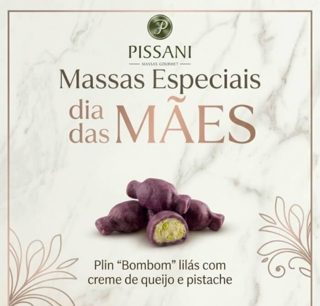 P
PISSANI
MASSAS GOURMET
Massas Especiais
dia
das MÃES
Plin “Bombom” lilás com
creme de queijo e pistache